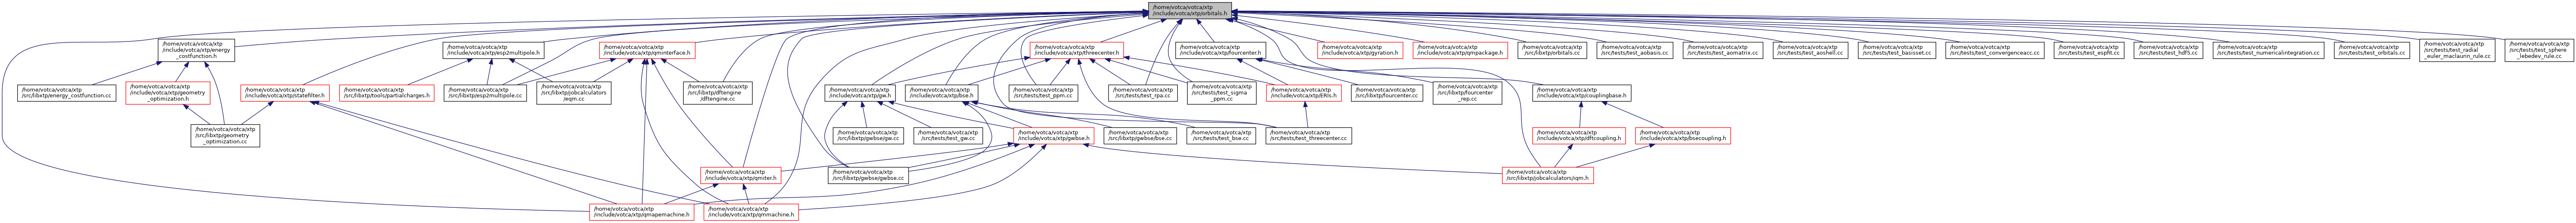 /home/votca/votca/xtp
/include/votca/xtp/orbitals.h
/home/votca/votca/xtp
/include/votca/xtp/energy
_costfunction.h
/home/votca/votca/xtp
/include/votca/xtp/esp2multipole.h
/home/votca/votca/xtp
/include/votca/xtp/qminterface.h
/home/votca/votca/xtp
/include/votca/xtp/threecenter.h
/home/votca/votca/xtp
/include/votca/xtp/fourcenter.h
/home/votca/votca/xtp
/include/votca/xtp/gyration.h
/home/votca/votca/xtp
/include/votca/xtp/qmpackage.h
/home/votca/votca/xtp
/src/libxtp/orbitals.cc
/home/votca/votca/xtp
/src/tests/test_aobasis.cc
/home/votca/votca/xtp
/src/tests/test_aomatrix.cc
/home/votca/votca/xtp
/src/tests/test_aoshell.cc
/home/votca/votca/xtp
/src/tests/test_basisset.cc
/home/votca/votca/xtp
/src/tests/test_convergenceacc.cc
/home/votca/votca/xtp
/src/tests/test_espfit.cc
/home/votca/votca/xtp
/src/tests/test_hdf5.cc
/home/votca/votca/xtp
/src/tests/test_numericalintegration.cc
/home/votca/votca/xtp
/src/tests/test_orbitals.cc
/home/votca/votca/xtp
/src/tests/test_radial
_euler_maclaurin_rule.cc
/home/votca/votca/xtp
/src/tests/test_sphere
_lebedev_rule.cc
/home/votca/votca/xtp
/src/libxtp/energy_costfunction.cc
/home/votca/votca/xtp
/include/votca/xtp/geometry
_optimization.h
/home/votca/votca/xtp
/include/votca/xtp/statefilter.h
/home/votca/votca/xtp
/src/libxtp/tools/partialcharges.h
/home/votca/votca/xtp
/src/libxtp/esp2multipole.cc
/home/votca/votca/xtp
/src/libxtp/jobcalculators
/eqm.cc
/home/votca/votca/xtp
/src/libxtp/dftengine
/dftengine.cc
/home/votca/votca/xtp
/include/votca/xtp/gw.h
/home/votca/votca/xtp
/include/votca/xtp/bse.h
/home/votca/votca/xtp
/src/tests/test_ppm.cc
/home/votca/votca/xtp
/src/tests/test_rpa.cc
/home/votca/votca/xtp
/src/tests/test_sigma
_ppm.cc
/home/votca/votca/xtp
/include/votca/xtp/ERIs.h
/home/votca/votca/xtp
/src/libxtp/fourcenter.cc
/home/votca/votca/xtp
/src/libxtp/fourcenter
_rep.cc
/home/votca/votca/xtp
/include/votca/xtp/couplingbase.h
/home/votca/votca/xtp
/src/libxtp/geometry
_optimization.cc
/home/votca/votca/xtp
/src/libxtp/gwbse/gw.cc
/home/votca/votca/xtp
/src/tests/test_gw.cc
/home/votca/votca/xtp
/include/votca/xtp/gwbse.h
/home/votca/votca/xtp
/src/libxtp/gwbse/bse.cc
/home/votca/votca/xtp
/src/tests/test_bse.cc
/home/votca/votca/xtp
/src/tests/test_threecenter.cc
/home/votca/votca/xtp
/include/votca/xtp/dftcoupling.h
/home/votca/votca/xtp
/include/votca/xtp/bsecoupling.h
/home/votca/votca/xtp
/include/votca/xtp/qmiter.h
/home/votca/votca/xtp
/src/libxtp/gwbse/gwbse.cc
/home/votca/votca/xtp
/src/libxtp/jobcalculators/iqm.h
/home/votca/votca/xtp
/include/votca/xtp/qmapemachine.h
/home/votca/votca/xtp
/include/votca/xtp/qmmachine.h